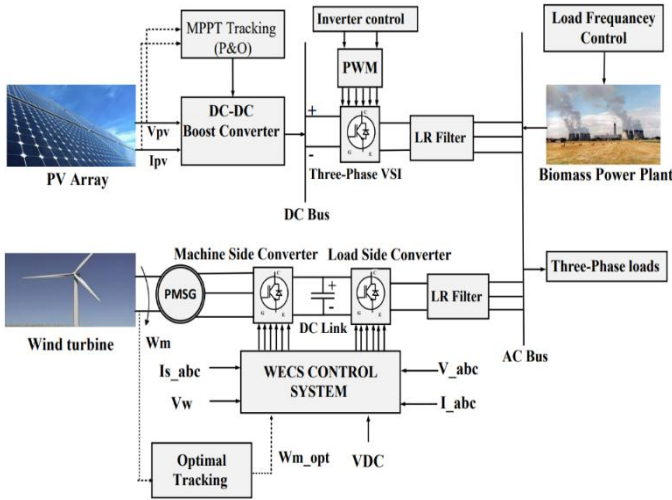 MPPT Tracking
(P&O)
Inverter control
Load Frequancey
Control
PWM
DC-DC
Boost Converter
Vpv
Ipv
+
-
C
G
E
LR Filter
PV Array
Three-Phase VSI
Biomass Power Plant
DC Bus
Machine Side Converter
Load Side Converter
Three-Phase loads
PMSG
C
G
E
+
-
C
G
E
LR Filter
DC Link
Wind turbine
Wm
AC Bus
Is_abc
WECS CONTROL
SYSTEM
V_abc
Vw
I_abc
Optimal
Tracking
Wm_opt
VDC